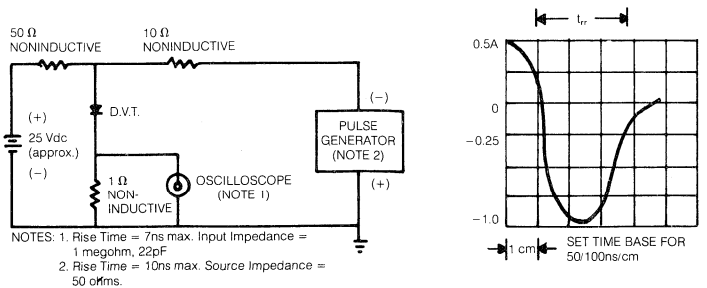 50 Ω
NONINDUCTIVE
10 Ω
NONINDUCTIVE
(+)
25 Vdc
(approx.)
(−)
D.V.T.
1 Ω
NON-
INDUCTIVE
OSCILLOSCOPE
(NOTE 1)
(−)
PULSE
GENERATOR
(NOTE 2)
(+)
NOTES: 1. Rise Time = 7ns max. Input Impedance =
1 megohm, 22pF
2. Rise Time = 10ns max. Source Impedance =
50 ohms.
trr
0.5A
0
−0.25
−1.0
1 cm
SET TIME BASE FOR
50/100ns/cm